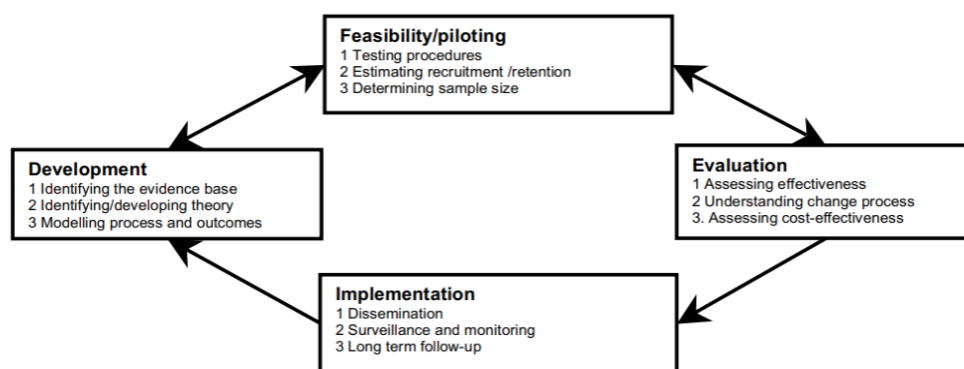 Feasibility/piloting
1 Testing procedures
2 Estimating recruitment /retention
3 Determining sample size
Development
1 Identifying the evidence base
2 Identifying/developing theory
3 Modelling process and outcomes
Evaluation
1 Assessing effectiveness
2 Understanding change process
3. Assessing cost-effectiveness
Implementation
1 Dissemination
2 Surveillance and monitoring
3 Long term follow-up